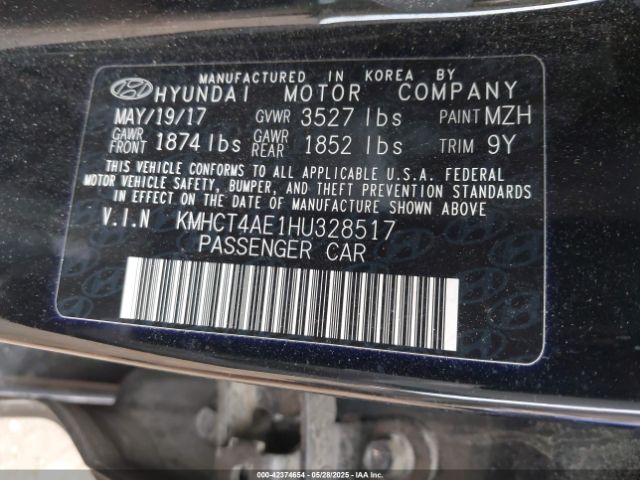 MANUFACTURED IN KOREA BY
HYUNDAI MOTOR COMPANY
MAY/19/17 GVWR 3527 lbs PAINT MZH
GAWR FRONT 1874 lbs GAWR REAR 1852 lbs TRIM 9Y
THIS VEHICLE CONFORMS TO ALL APPLICABLE U.S.A. FEDERAL
MOTOR VEHICLE SAFETY, BUMPER, AND THEFT PREVENTION STANDARDS
IN EFFECT ON THE DATE OF MANUFACTURE SHOWN ABOVE.
V.I.N KMHCT4AE1HU328517
PASSENGER CAR
000-42374654 | 05/28/2025 | IAA Inc. All Rights Reserved